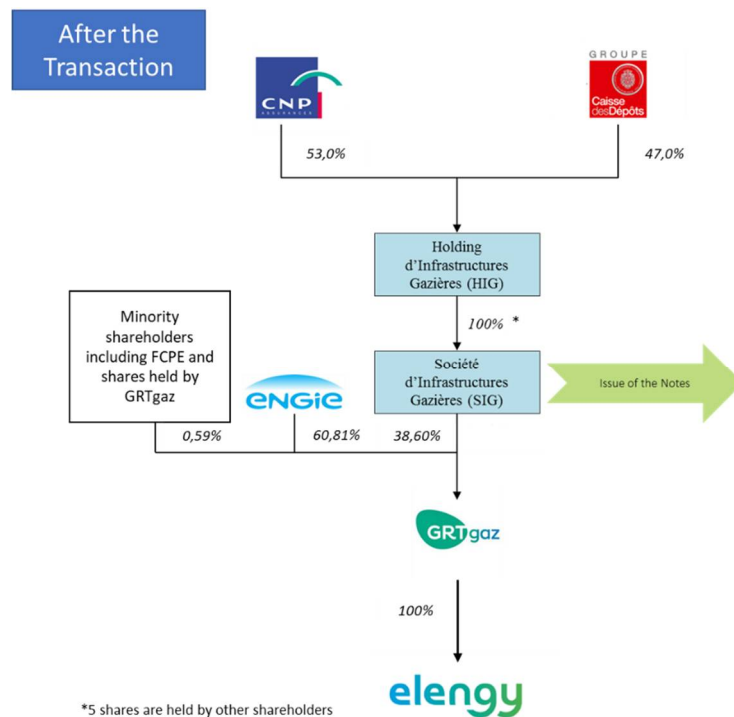 After the
Transaction
CNP
ASSURANCES
GROUPE
Caisse
desDépôts
53,0%
47,0%
Holding
d’Infrastructures
Gazières (HIG)
100% *
Minority
shareholders
including FCPE and
shares held by
GRTgaz
ENGIE
Société
d’Infrastructures
Gazières (SIG)
Issue of the Notes
0,59%
60,81%
38,60%
GRTgaz
100%
elengy
*5 shares are held by other shareholders